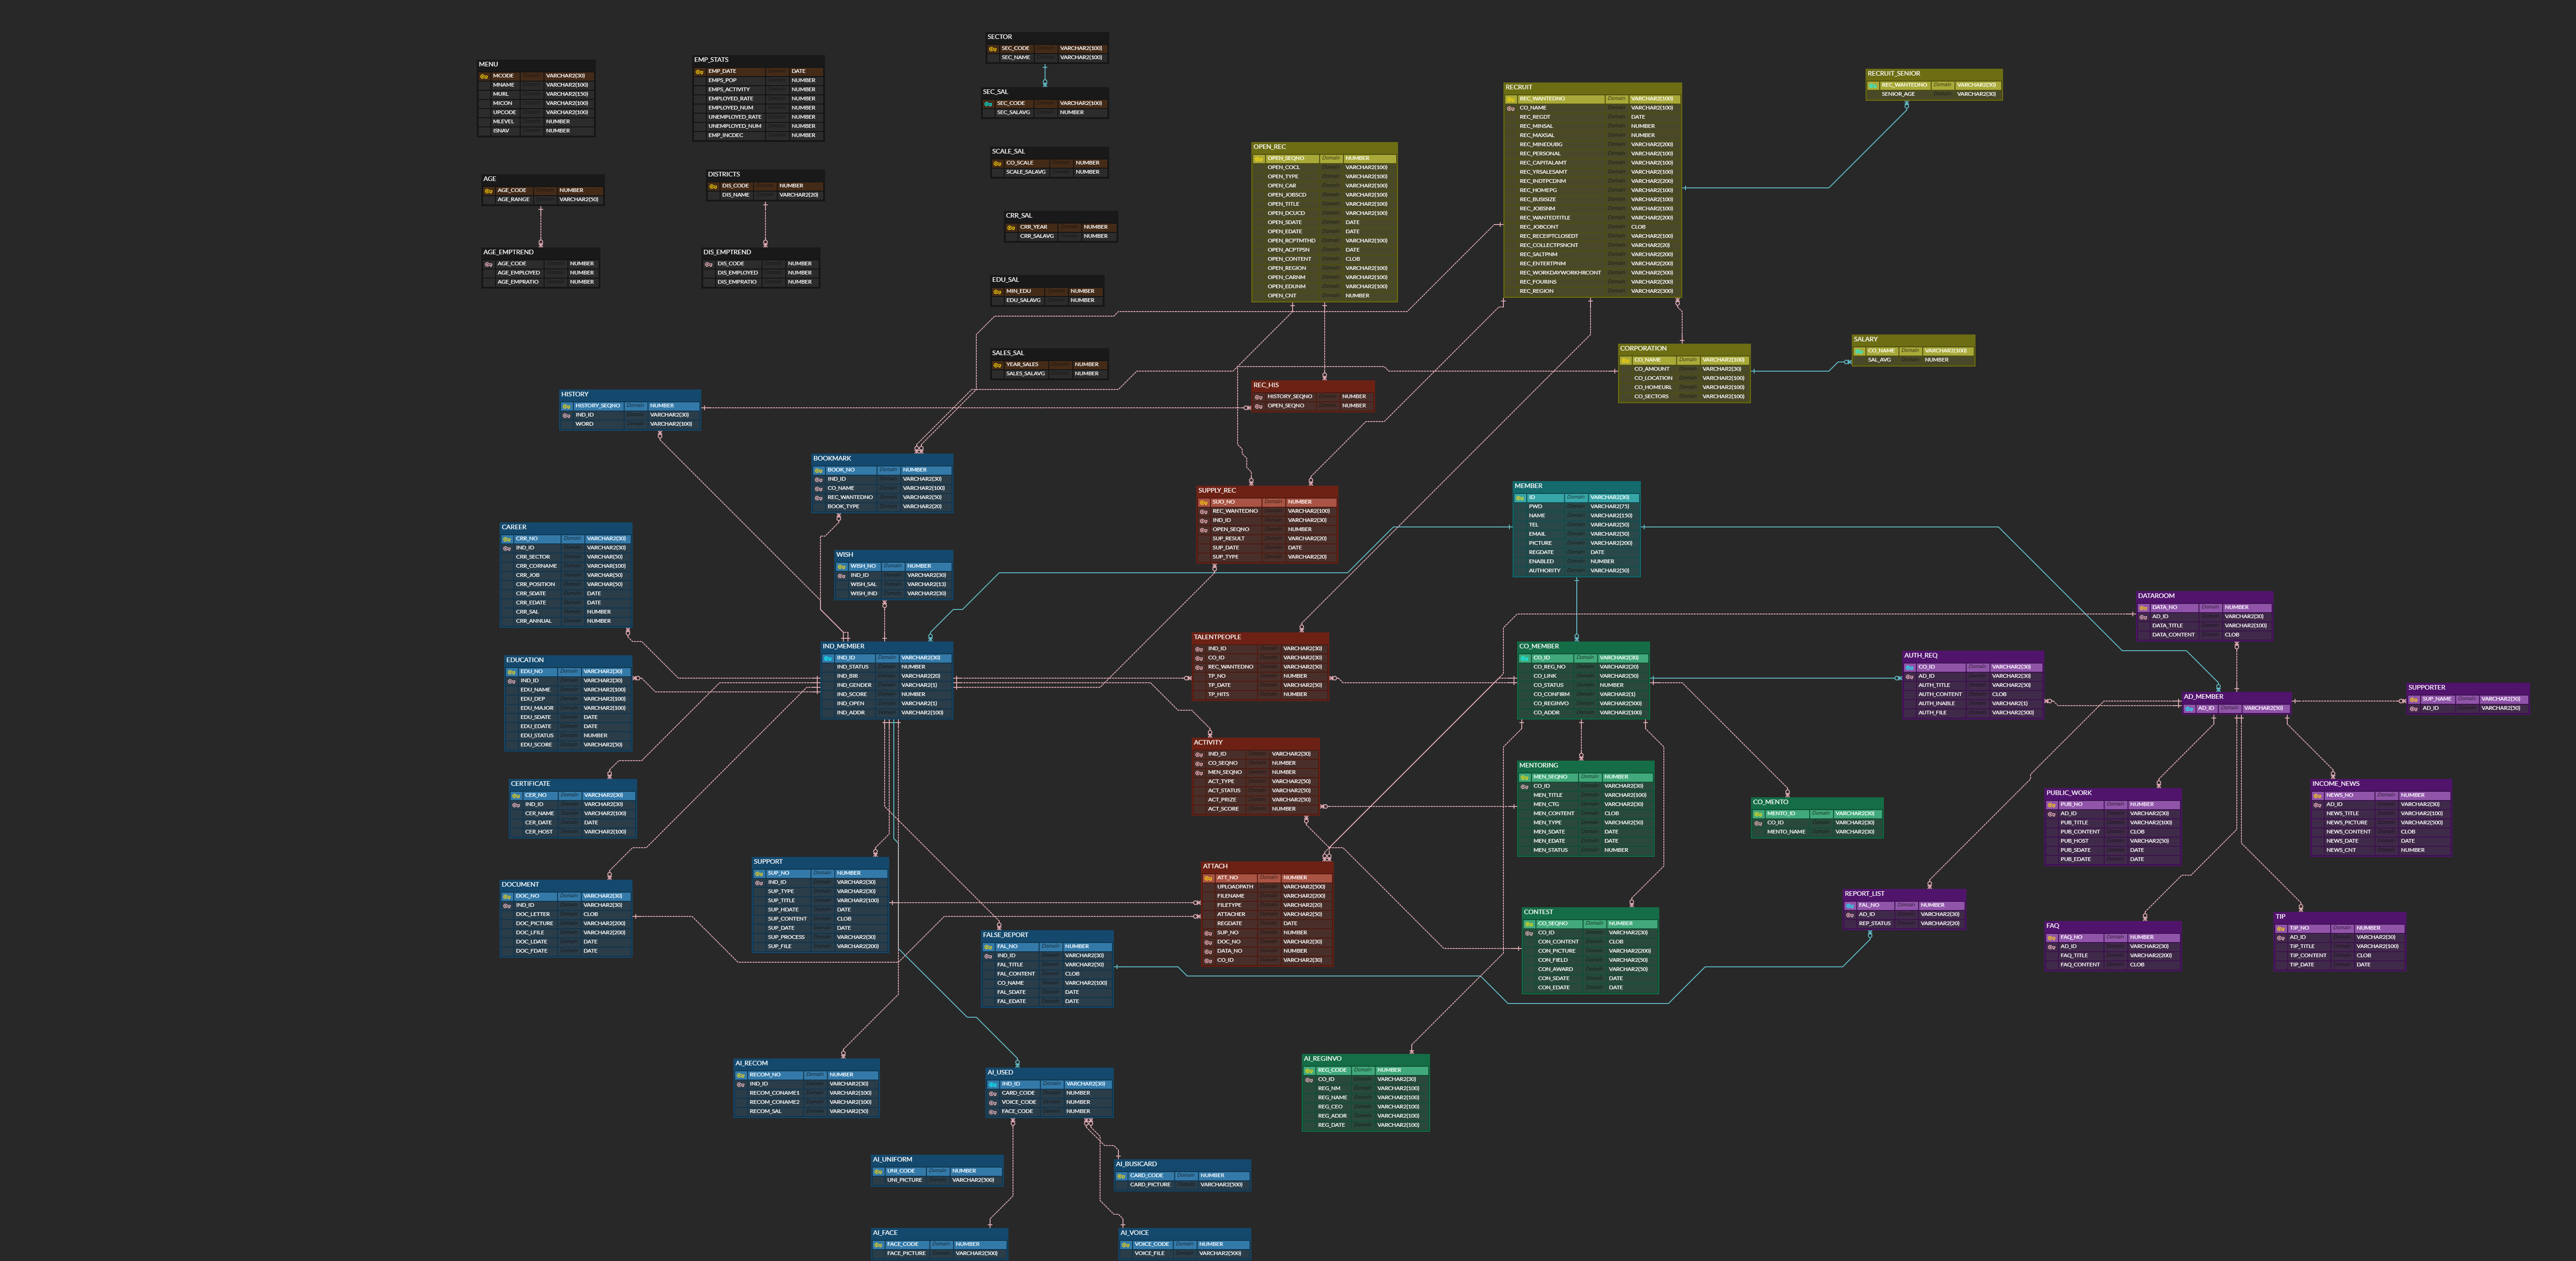 MENU
MCODE Domain VARCHAR2(30)
MNAME Domain VARCHAR2(100)
MURL Domain VARCHAR2(150)
MICON Domain VARCHAR2(100)
UPCODE Domain VARCHAR2(100)
MLEVEL Domain NUMBER
ISNAV Domain NUMBER
EMP_STATS
EMP_DATE Domain DATE
EMPS_POP Domain NUMBER
EMPS_ACTIVITY Domain NUMBER
EMPLOYED_RATE Domain NUMBER
EMPLOYED_NUM Domain NUMBER
UNEMPLOYED_RATE Domain NUMBER
UNEMPLOYED_NUM Domain NUMBER
EMP_INCDEC Domain NUMBER
SECTOR
SEC_CODE Domain VARCHAR2(100)
SEC_NAME Domain VARCHAR2(100)
SEC_SAL
SEC_CODE Domain VARCHAR2(100)
SEC_SALAVG Domain NUMBER
SCALE_SAL
CO_SCALE Domain NUMBER
SCALE_SALAVG Domain NUMBER
CRR_SAL
CRR_YEAR Domain NUMBER
CRR_SALAVG Domain NUMBER
EDU_SAL
MIN_EDU Domain NUMBER
EDU_SALAVG Domain NUMBER
SALES_SAL
YEAR_SALES Domain NUMBER
SALES_SALAVG Domain NUMBER
AGE
AGE_CODE Domain NUMBER
AGE_RANGE Domain VARCHAR2(50)
DISTRICTS
DIS_CODE Domain NUMBER
DIS_NAME Domain VARCHAR2(20)
AGE_EMPTREND
AGE_CODE Domain NUMBER
AGE_EMPLOYED Domain NUMBER
AGE_EMPRATIO Domain NUMBER
DIS_EMPTREND
DIS_CODE Domain NUMBER
DIS_EMPLOYED Domain NUMBER
DIS_EMPRATIO Domain NUMBER
OPEN_REC
OPEN_SEQNO Domain NUMBER
OPEN_COCL Domain VARCHAR2(100)
OPEN_TYPE Domain VARCHAR2(100)
OPEN_CAR Domain VARCHAR2(100)
OPEN_JOBSCD Domain VARCHAR2(100)
OPEN_TITLE Domain VARCHAR2(100)
OPEN_DCUCD Domain VARCHAR2(100)
OPEN_SDATE Domain DATE
OPEN_EDATE Domain DATE
OPEN_RCPTMTHD Domain VARCHAR2(100)
OPEN_ACPTPSN Domain DATE
OPEN_CONTENT Domain CLOB
OPEN_REGION Domain VARCHAR2(100)
OPEN_CARNM Domain VARCHAR2(100)
OPEN_EDUNM Domain VARCHAR2(100)
OPEN_CNT Domain NUMBER
RECRUIT
REC_WANTEDNO Domain VARCHAR2(100)
CO_NAME Domain VARCHAR2(100)
REC_REGDT Domain DATE
REC_MINSAL Domain NUMBER
REC_MAXSAL Domain NUMBER
REC_MINEDUBG Domain VARCHAR2(200)
REC_PERSONAL Domain VARCHAR2(100)
REC_CAPITALAMT Domain VARCHAR2(100)
REC_YRSALESAMT Domain VARCHAR2(100)
REC_INDTPCDNM Domain VARCHAR2(200)
REC_HOMEPG Domain VARCHAR2(100)
REC_BUSISIZE Domain VARCHAR2(100)
REC_JOBSNM Domain VARCHAR2(100)
REC_WANTEDTITLE Domain VARCHAR2(200)
REC_JOBCONT Domain CLOB
REC_RECEIPTCLOSEDT Domain VARCHAR2(100)
REC_COLLECTPSNCNT Domain VARCHAR2(20)
REC_SALTPNM Domain VARCHAR2(200)
REC_ENTERTPNM Domain VARCHAR2(200)
REC_WORKDAYWORKHRCONT Domain VARCHAR2(500)
REC_FOURINS Domain VARCHAR2(200)
REC_REGION Domain VARCHAR2(300)
RECRUIT_SENIOR
REC_WANTEDNO Domain VARCHAR2(50)
SENIOR_AGE Domain VARCHAR2(30)
CORPORATION
CO_NAME Domain VARCHAR2(100)
CO_AMOUNT Domain VARCHAR2(30)
CO_LOCATION Domain VARCHAR2(100)
CO_HOMEURL Domain VARCHAR2(100)
CO_SECTORS Domain VARCHAR2(100)
SALARY
CO_NAME Domain VARCHAR2(100)
SAL_AVG Domain NUMBER
HISTORY
HISTORY_SEQNO Domain NUMBER
IND_ID Domain VARCHAR2(30)
WORD Domain VARCHAR2(100)
REC_HIS
HISTORY_SEQNO Domain NUMBER
OPEN_SEQNO Domain NUMBER
BOOKMARK
BOOK_NO Domain NUMBER
IND_ID Domain VARCHAR2(30)
CO_NAME Domain VARCHAR2(100)
REC_WANTEDNO Domain VARCHAR2(50)
BOOK_TYPE Domain VARCHAR2(20)
SUPPLY_REC
SUO_NO Domain NUMBER
REC_WANTEDNO Domain VARCHAR2(100)
IND_ID Domain VARCHAR2(30)
OPEN_SEQNO Domain NUMBER
SUP_RESULT Domain VARCHAR2(20)
SUP_DATE Domain DATE
SUP_TYPE Domain VARCHAR2(20)
MEMBER
ID Domain VARCHAR2(30)
PWD Domain VARCHAR2(75)
NAME Domain VARCHAR2(150)
TEL Domain VARCHAR2(50)
EMAIL Domain VARCHAR2(50)
PICTURE Domain VARCHAR2(200)
REGDATE Domain DATE
ENABLED Domain NUMBER
AUTHORITY Domain VARCHAR2(50)
CAREER
CRR_NO Domain VARCHAR2(30)
IND_ID Domain VARCHAR2(30)
CRR_SECTOR Domain VARCHAR(50)
CRR_CORNAME Domain VARCHAR(100)
CRR_JOB Domain VARCHAR(50)
CRR_POSITION Domain VARCHAR(50)
CRR_SDATE Domain DATE
CRR_EDATE Domain DATE
CRR_SAL Domain NUMBER
CRR_ANNUAL Domain NUMBER
WISH
WISH_NO Domain NUMBER
IND_ID Domain VARCHAR2(30)
WISH_SAL Domain VARCHAR2(13)
WISH_IND Domain VARCHAR2(30)
DATAROOM
DATA_NO Domain NUMBER
AD_ID Domain VARCHAR2(30)
DATA_TITLE Domain VARCHAR2(100)
DATA_CONTENT Domain CLOB
IND_MEMBER
IND_ID Domain VARCHAR2(30)
IND_STATUS Domain NUMBER
IND_BIR Domain VARCHAR2(20)
IND_GENDER Domain VARCHAR2(1)
IND_SCORE Domain NUMBER
IND_OPEN Domain VARCHAR2(1)
IND_ADDR Domain VARCHAR2(100)
TALENTPEOPLE
IND_ID Domain VARCHAR2(30)
CO_ID Domain VARCHAR2(30)
REC_WANTEDNO Domain VARCHAR2(50)
TP_NO Domain NUMBER
TP_DATE Domain VARCHAR2(50)
TP_HITS Domain NUMBER
CO_MEMBER
CO_ID Domain VARCHAR2(30)
CO_REG_NO Domain VARCHAR2(20)
CO_LINK Domain VARCHAR2(50)
CO_STATUS Domain NUMBER
CO_CONFIRM Domain VARCHAR2(1)
CO_REGINVO Domain VARCHAR2(500)
CO_ADDR Domain VARCHAR2(100)
AUTH_REQ
CO_ID Domain VARCHAR2(30)
AD_ID Domain VARCHAR2(30)
AUTH_TITLE Domain VARCHAR2(50)
AUTH_CONTENT Domain CLOB
AUTH_INABLE Domain VARCHAR2(1)
AUTH_FILE Domain VARCHAR2(500)
AD_MEMBER
AD_ID Domain VARCHAR2(50)
SUPPORTER
SUP_NAME Domain VARCHAR2(50)
AD_ID Domain VARCHAR2(50)
EDUCATION
EDU_NO Domain VARCHAR2(30)
IND_ID Domain VARCHAR2(30)
EDU_NAME Domain VARCHAR2(100)
EDU_DEP Domain VARCHAR2(100)
EDU_MAJOR Domain VARCHAR2(100)
EDU_SDATE Domain DATE
EDU_EDATE Domain DATE
EDU_STATUS Domain NUMBER
EDU_SCORE Domain VARCHAR2(50)
ACTIVITY
IND_ID Domain VARCHAR2(30)
CO_SEQNO Domain NUMBER
MEN_SEQNO Domain NUMBER
ACT_TYPE Domain VARCHAR2(50)
ACT_STATUS Domain VARCHAR2(50)
ACT_PRIZE Domain VARCHAR2(50)
ACT_SCORE Domain NUMBER
MENTORING
MEN_SEQNO Domain NUMBER
CO_ID Domain VARCHAR2(30)
MEN_TITLE Domain VARCHAR2(100)
MEN_CTG Domain VARCHAR2(30)
MEN_CONTENT Domain CLOB
MEN_TYPE Domain VARCHAR2(50)
MEN_SDATE Domain DATE
MEN_EDATE Domain DATE
MEN_STATUS Domain NUMBER
CO_MENTO
MENTO_ID Domain VARCHAR2(30)
CO_ID Domain VARCHAR2(30)
MENTO_NAME Domain VARCHAR2(30)
PUBLIC_WORK
PUB_NO Domain NUMBER
AD_ID Domain VARCHAR2(30)
PUB_TITLE Domain VARCHAR2(100)
PUB_CONTENT Domain CLOB
PUB_HOST Domain VARCHAR2(50)
PUB_SDATE Domain DATE
PUB_EDATE Domain DATE
INCOME_NEWS
NEWS_NO Domain NUMBER
AD_ID Domain VARCHAR2(30)
NEWS_TITLE Domain VARCHAR2(100)
NEWS_PICTURE Domain VARCHAR2(500)
NEWS_CONTENT Domain CLOB
NEWS_DATE Domain DATE
NEWS_CNT Domain NUMBER
CERTIFICATE
CER_NO Domain VARCHAR2(30)
IND_ID Domain VARCHAR2(30)
CER_NAME Domain VARCHAR2(100)
CER_DATE Domain DATE
CER_HOST Domain VARCHAR2(100)
SUPPORT
SUP_NO Domain NUMBER
IND_ID Domain VARCHAR2(30)
SUP_TYPE Domain VARCHAR2(30)
SUP_TITLE Domain VARCHAR2(100)
SUP_HDATE Domain DATE
SUP_CONTENT Domain CLOB
SUP_DATE Domain DATE
SUP_PROCESS Domain VARCHAR2(30)
SUP_FILE Domain VARCHAR2(200)
ATTACH
ATT_NO Domain NUMBER
UPLOADPATH Domain VARCHAR2(500)
FILENAME Domain VARCHAR2(200)
FILETYPE Domain VARCHAR2(20)
ATTACHER Domain VARCHAR2(50)
REGDATE Domain DATE
SUP_NO Domain NUMBER
DOC_NO Domain VARCHAR2(30)
DATA_NO Domain NUMBER
CO_ID Domain VARCHAR2(30)
DOCUMENT
DOC_NO Domain VARCHAR2(30)
IND_ID Domain VARCHAR2(30)
DOC_LETTER Domain CLOB
DOC_PICTURE Domain VARCHAR2(200)
DOC_LFILE Domain VARCHAR2(200)
DOC_LDATE Domain DATE
DOC_FDATE Domain DATE
CONTEST
CO_SEQNO Domain NUMBER
CO_ID Domain VARCHAR2(30)
CON_CONTENT Domain CLOB
CON_PICTURE Domain VARCHAR2(200)
CON_FIELD Domain VARCHAR2(50)
CON_AWARD Domain VARCHAR2(50)
CON_SDATE Domain DATE
CON_EDATE Domain DATE
REPORT_LIST
FAL_NO Domain NUMBER
AD_ID Domain VARCHAR2(30)
REP_STATUS Domain VARCHAR2(20)
FAQ
FAQ_NO Domain NUMBER
AD_ID Domain VARCHAR2(30)
FAQ_TITLE Domain VARCHAR2(200)
FAQ_CONTENT Domain CLOB
TIP
TIP_NO Domain NUMBER
AD_ID Domain VARCHAR2(30)
TIP_TITLE Domain VARCHAR2(100)
TIP_CONTENT Domain CLOB
TIP_DATE Domain DATE
FALSE_REPORT
FAL_NO Domain NUMBER
IND_ID Domain VARCHAR2(30)
FAL_TITLE Domain VARCHAR2(50)
FAL_CONTENT Domain CLOB
CO_NAME Domain VARCHAR2(100)
FAL_SDATE Domain DATE
FAL_EDATE Domain DATE
AI_RECOM
RECOM_NO Domain NUMBER
IND_ID Domain VARCHAR2(30)
RECOM_CONAME1 Domain VARCHAR2(100)
RECOM_CONAME2 Domain VARCHAR2(100)
RECOM_SAL Domain VARCHAR2(50)
AI_USED
IND_ID Domain VARCHAR2(30)
CARD_CODE Domain NUMBER
VOICE_CODE Domain NUMBER
FACE_CODE Domain NUMBER
AI_REGINVO
REG_CODE Domain NUMBER
CO_ID Domain VARCHAR2(30)
REG_NM Domain VARCHAR2(100)
REG_NAME Domain VARCHAR2(100)
REG_CEO Domain VARCHAR2(100)
REG_ADDR Domain VARCHAR2(100)
REG_DATE Domain VARCHAR2(100)
AI_UNIFORM
UNI_CODE Domain NUMBER
UNI_PICTURE Domain VARCHAR2(500)
AI_BUSICARD
CARD_CODE Domain NUMBER
CARD_PICTURE Domain VARCHAR2(500)
AI_FACE
FACE_CODE Domain NUMBER
FACE_PICTURE Domain VARCHAR2(500)
AI_VOICE
VOICE_CODE Domain NUMBER
VOICE_FILE Domain VARCHAR2(500)